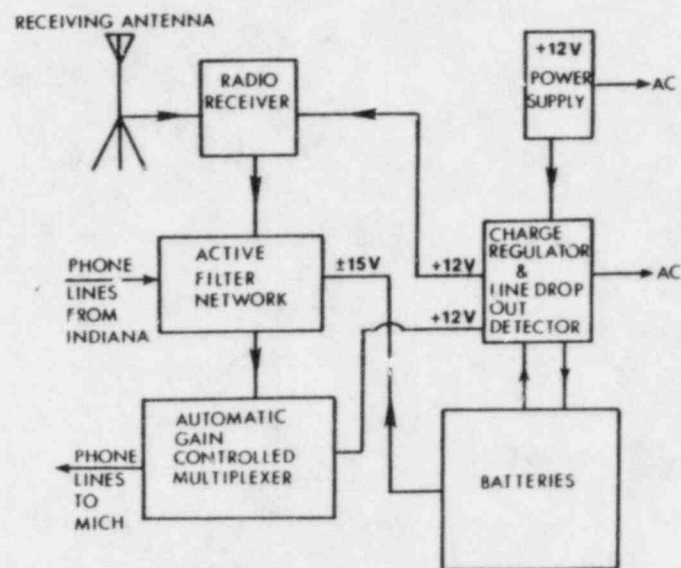 RECEIVING ANTENNA
RADIO
RECEIVER
+12V
POWER
SUPPLY
AC
PHONE
LINES
FROM
INDIANA
ACTIVE
FILTER
NETWORK
±15V
+12V
+12V
CHARGE
REGULATOR
&
LINE DROP
OUT
DETECTOR
AC
PHONE
LINES
TO
MICH.
AUTOMATIC
GAIN
CONTROLLED
MULTIPLEXER
BATTERIES